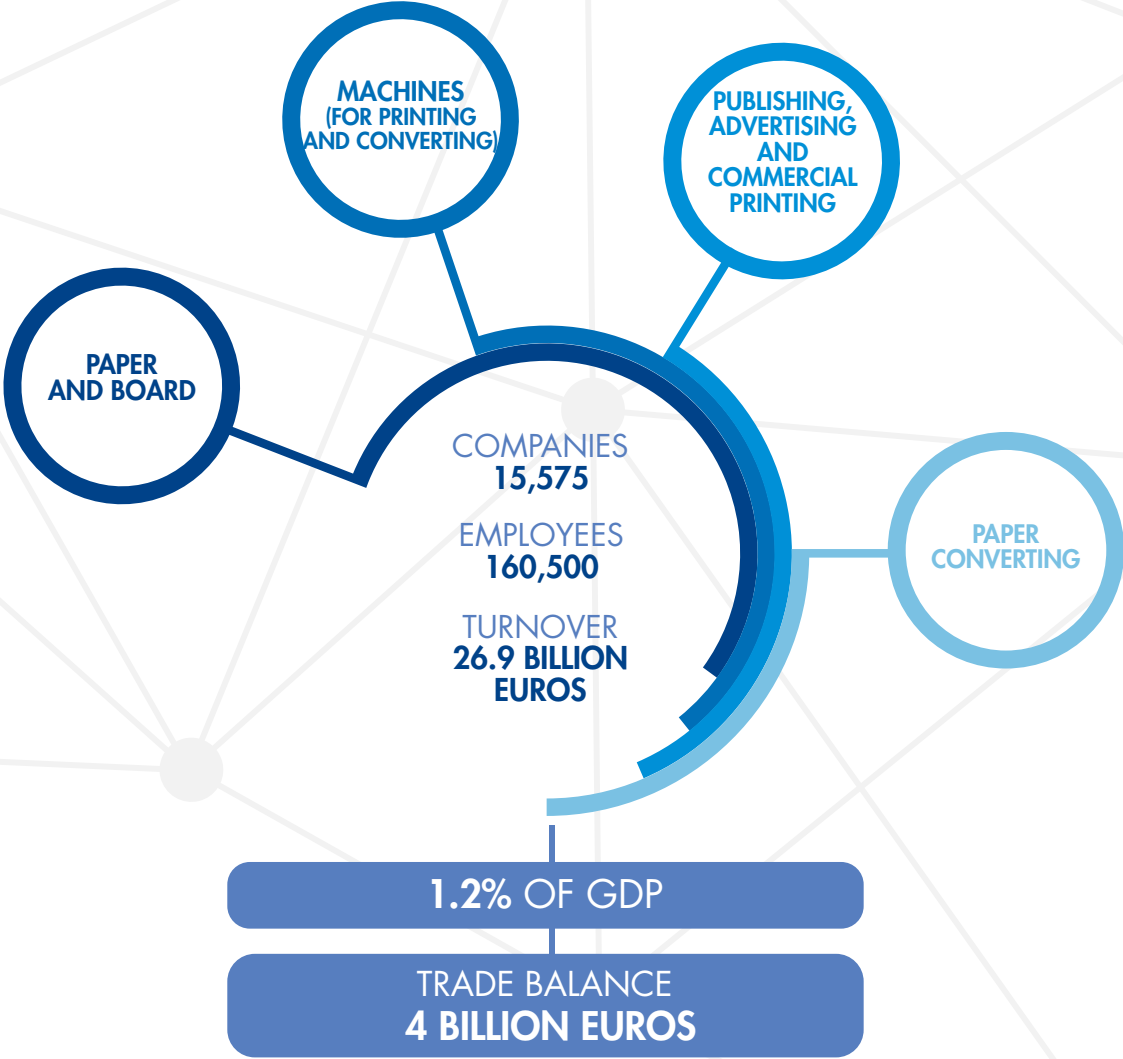 MACHINES
(FOR PRINTING
AND CONVERTING)
PUBLISHING,
ADVERTISING
AND
COMMERCIAL
PRINTING
PAPER
AND BOARD
PAPER
CONVERTING
COMPANIES
15,575
EMPLOYEES
160,500
TURNOVER
26.9 BILLION
EUROS
1.2% OF GDP
TRADE BALANCE
4 BILLION EUROS